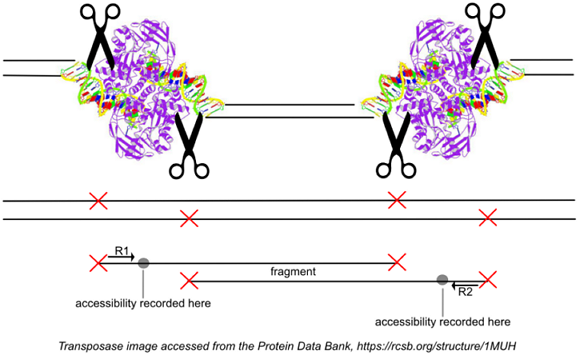 R1
fragment
R2
accessibility recorded here
accessibility recorded here
Transposase image accessed from the Protein Data Bank, https://rcsb.org/structure/1MUH